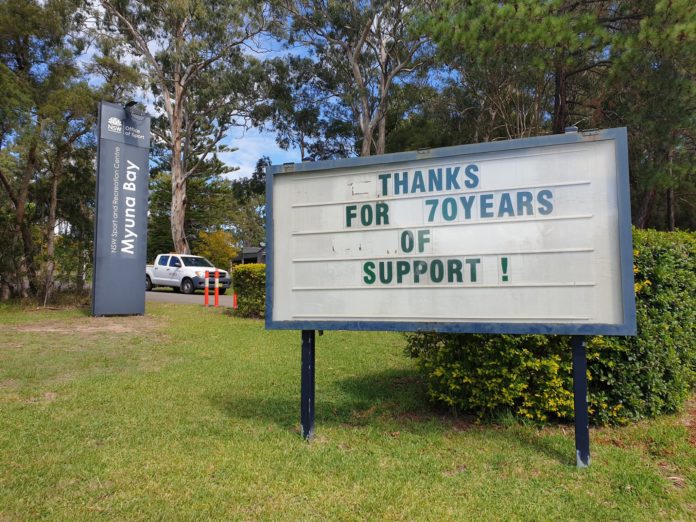 NSW
Office
of Sport
NSW Sport and Recreation Centre
Myuna Bay
THANKS
FOR 70YEARS
OF
SUPPORT !